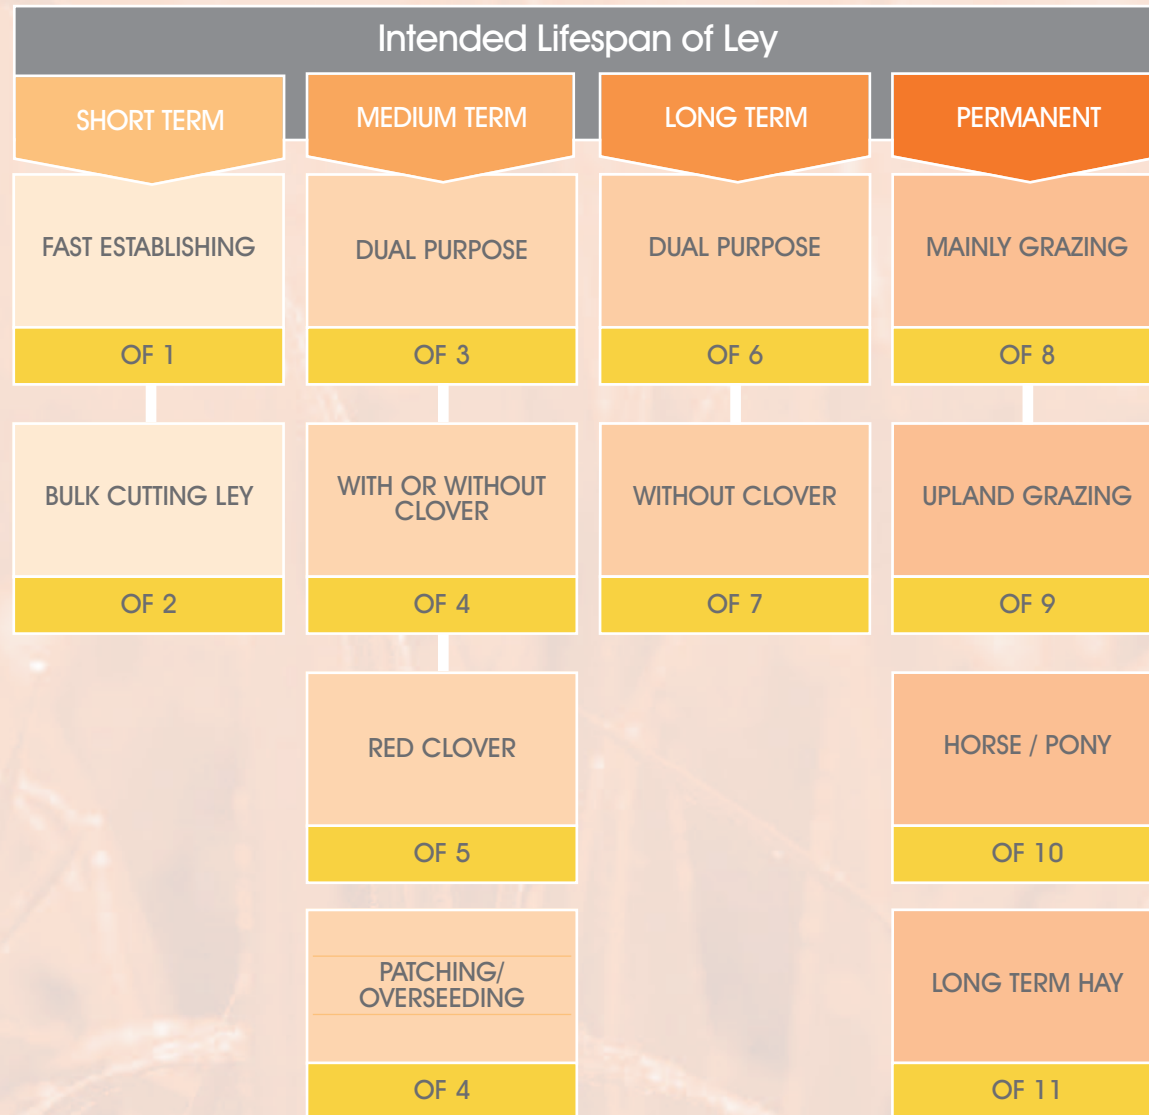 Intended Lifespan of Ley
SHORT TERM
MEDIUM TERM
LONG TERM
PERMANENT
FAST ESTABLISHING
DUAL PURPOSE
DUAL PURPOSE
MAINLY GRAZING
OF 1
OF 3
OF 6
OF 8
BULK CUTTING LEY
WITH OR WITHOUT
CLOVER
WITHOUT CLOVER
UPLAND GRAZING
OF 2
OF 4
OF 7
OF 9
RED CLOVER
HORSE / PONY
OF 5
OF 10
PATCHING/
OVERSEEDING
LONG TERM HAY
OF 4
OF 11